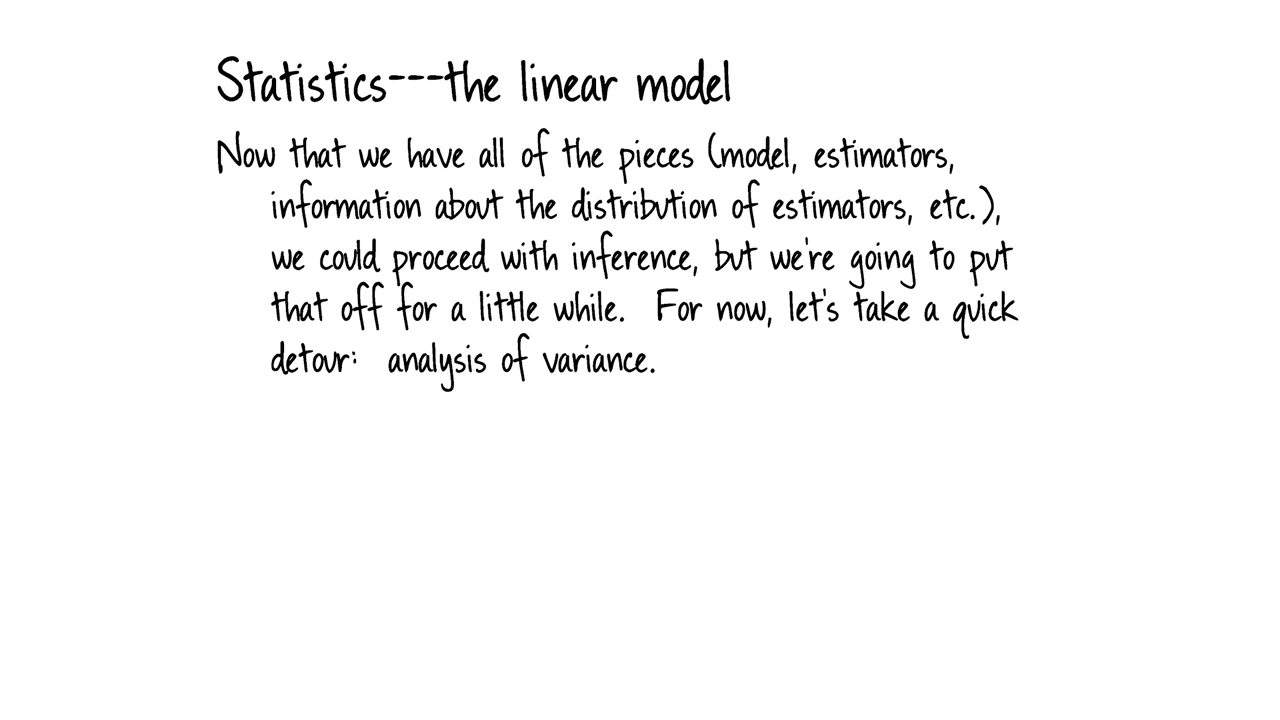 Statistics---the linear model
Now that we have all of the pieces (model, estimators,
information about the distribution of estimators, etc.),
we could proceed with inference, but we're going to put
that off for a little while. For now, let's take a quick
detour: analysis of variance.